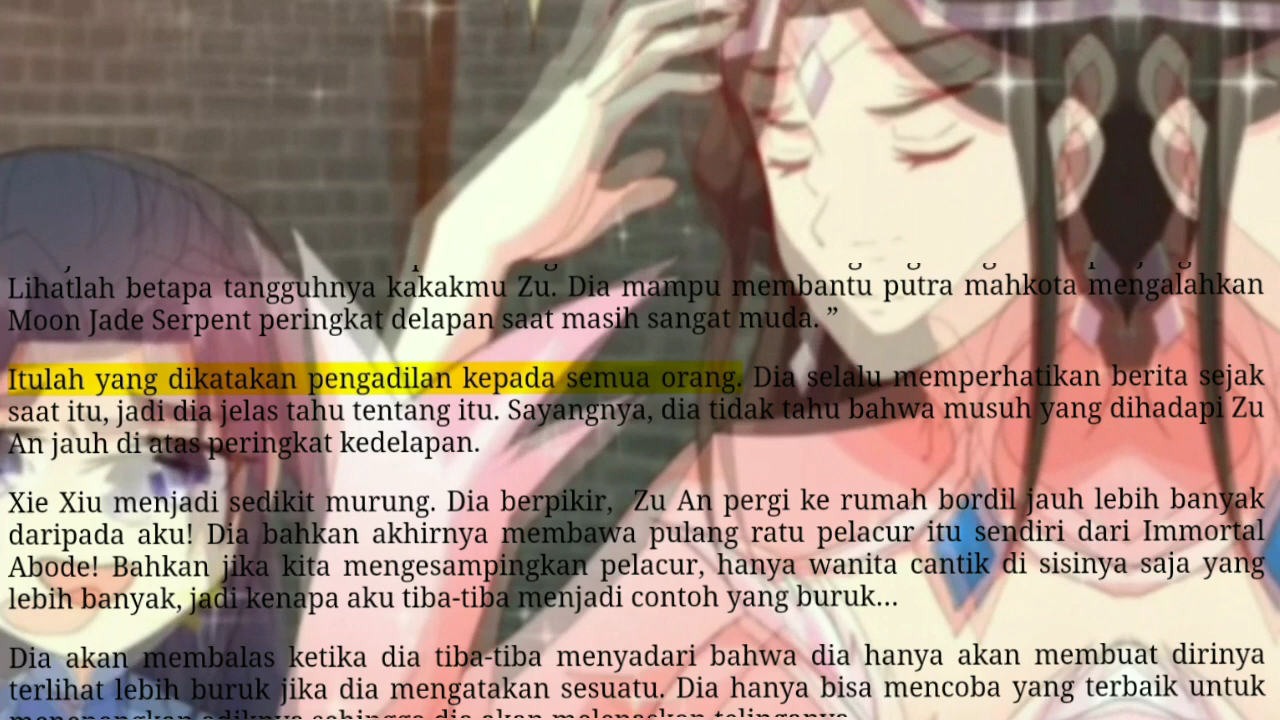 Lihatlah betapa tangguhnya kakakmu Zu. Dia mampu membantu putra mahkota mengalahkan
Moon Jade Serpent peringkat delapan saat masih sangat muda. ”
Itulah yang dikatakan pengadilan kepada semua orang. Dia selalu memperhatikan berita sejak
saat itu, jadi dia jelas tahu tentang itu. Sayangnya, dia tidak tahu bahwa musuh yang dihadapi Zu
An jauh di atas peringkat kedelapan.
Xie Xiu menjadi sedikit murung. Dia berpikir, Zu An pergi ke rumah bordil jauh lebih banyak
daripada aku! Dia bahkan akhirnya membawa pulang ratu pelacur itu sendiri dari Immortal
Abode! Bahkan jika kita mengesampingkan pelacur, hanya wanita cantik di sisinya saja yang
lebih banyak, jadi kenapa aku tiba-tiba menjadi contoh yang buruk...
Dia akan membalas ketika dia tiba-tiba menyadari bahwa dia hanya akan membuat dirinya
terlihat lebih buruk jika dia mengatakan sesuatu. Dia hanya bisa mencoba yang terbaik untuk